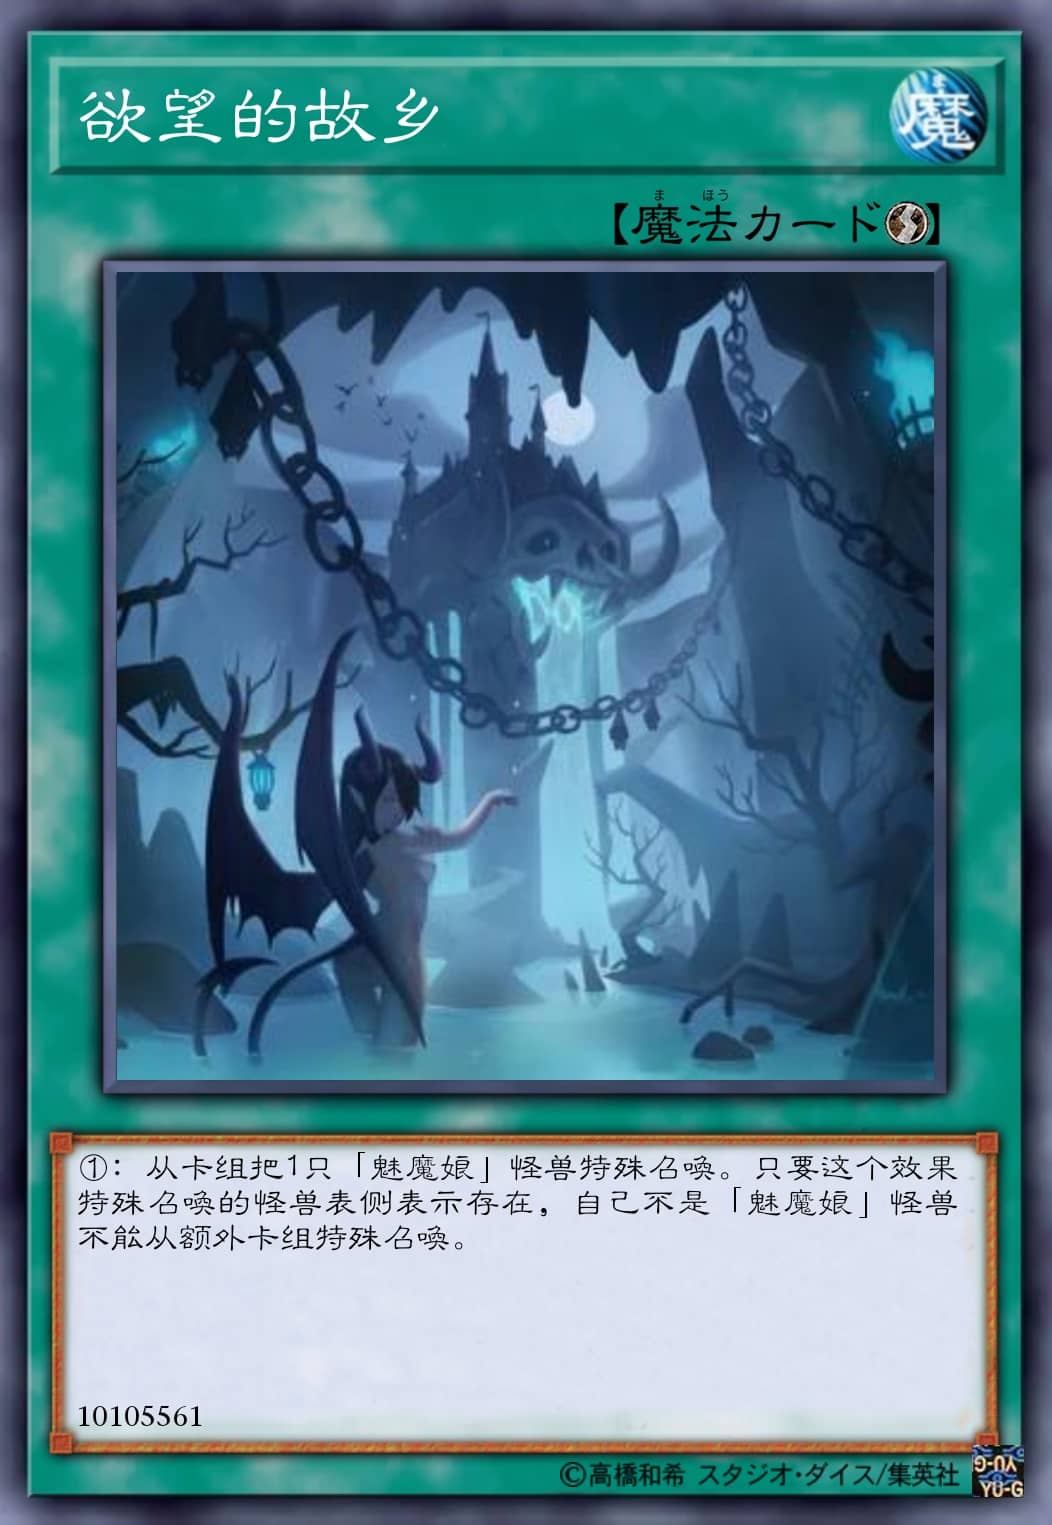 欲望的故乡
魔
【魔法カード】
まほう
①：从卡组把1只「魅魔娘」怪兽特殊召唤。只要这个效果
特殊召唤的怪兽表侧表示存在，自己不是「魅魔娘」怪兽
不能从额外卡组特殊召唤。
10105561
©高橋和希 スタジオ・ダイス/集英社
YU-G
YU-G